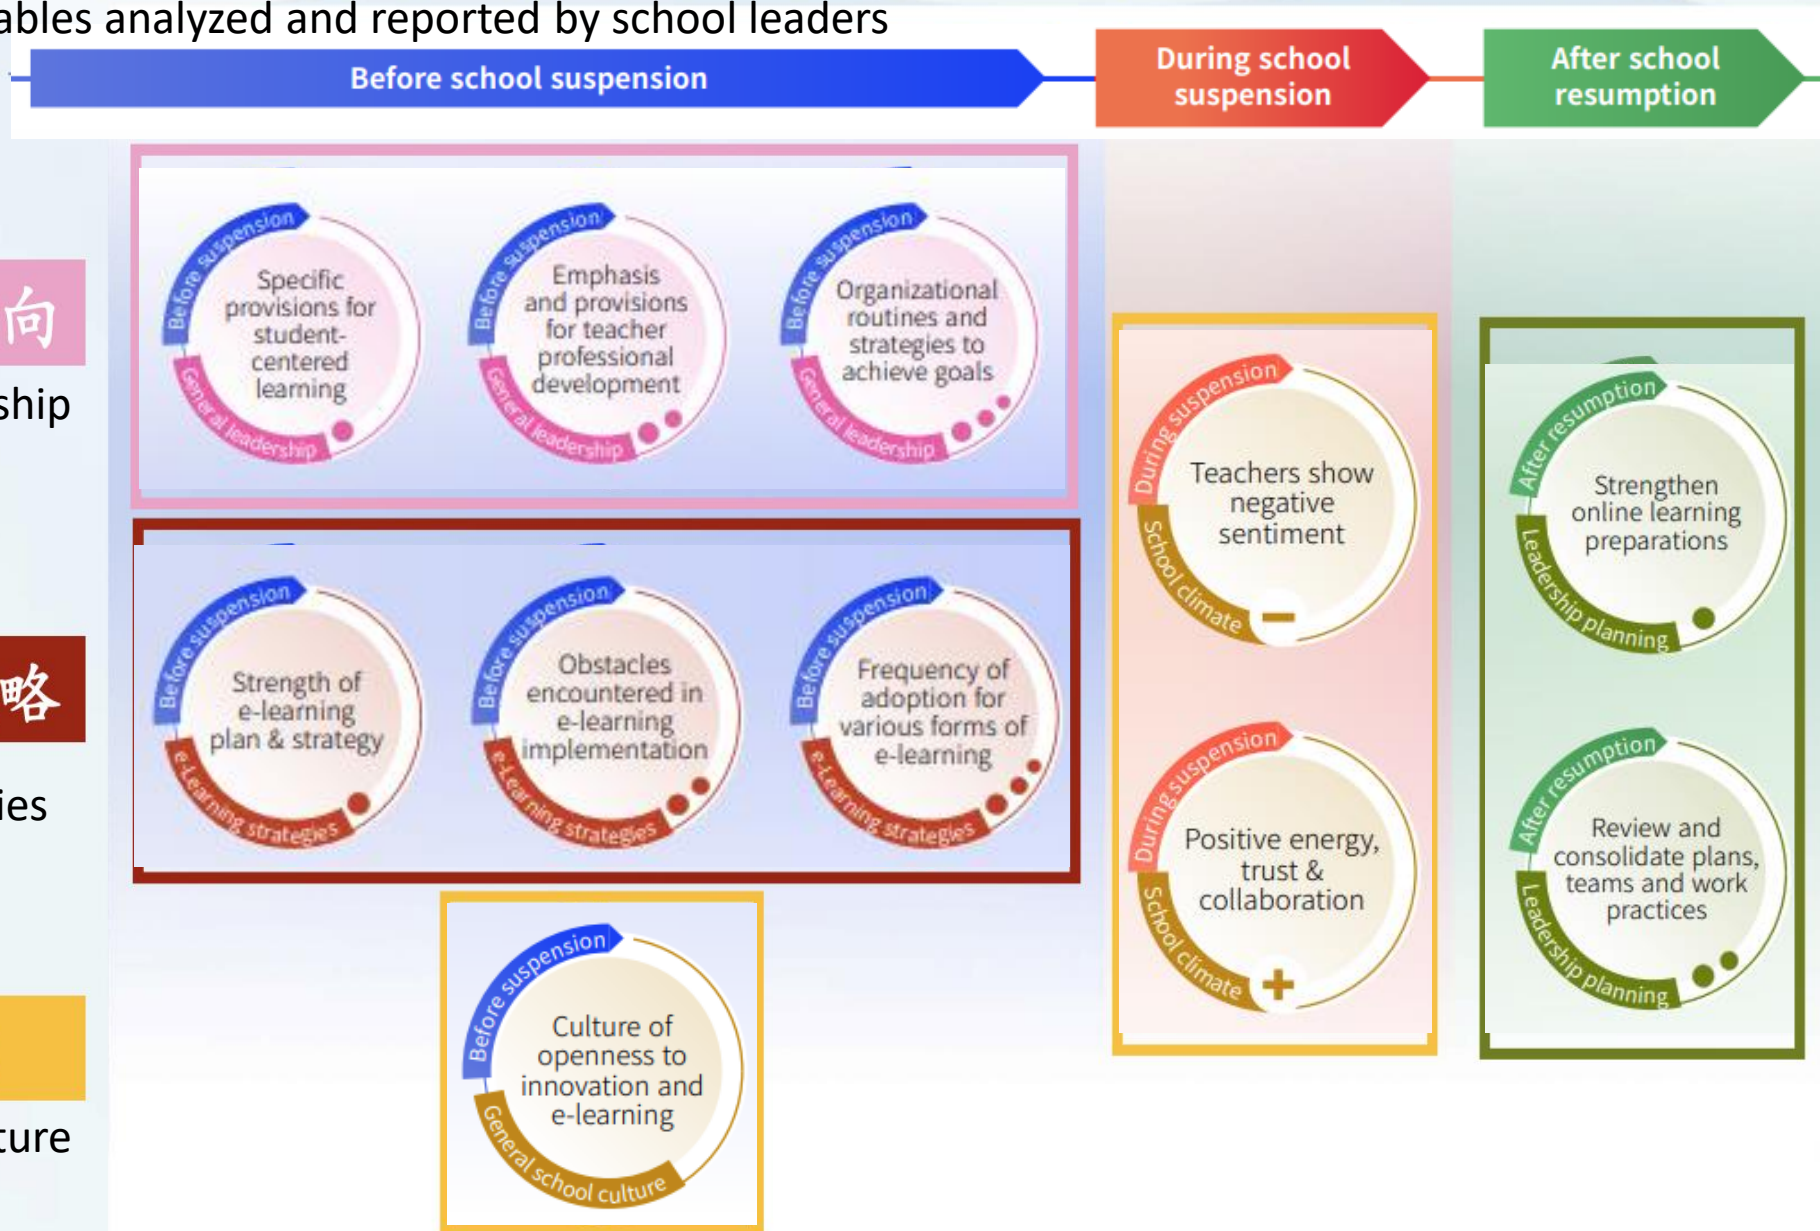 ables analyzed and reported by school leaders
Before school suspension
During school
suspension
After school
resumption
向
ship
略
ies
ture
Before suspension
Specific
provisions for
student-
centered
learning
General leadership
Before suspension
Emphasis
and provisions
for teacher
professional
development
General leadership
Before suspension
Organizational
routines and
strategies to
achieve goals
General leadership
Before suspension
Strength of
e-learning
plan & strategy
e-Learning strategies
Before suspension
Obstacles
encountered in
e-learning
implementation
e-Learning strategies
Before suspension
Frequency of
adoption for
various forms of
e-learning
e-Learning strategies
Before suspension
Culture of
openness to
innovation and
e-learning
General school culture
During suspension
Teachers show
negative
sentiment
School climate
During suspension
Positive energy,
trust &
collaboration
School climate
After resumption
Strengthen
online learning
preparations
Leadership planning
After resumption
Review and
consolidate plans,
teams and work
practices
Leadership planning